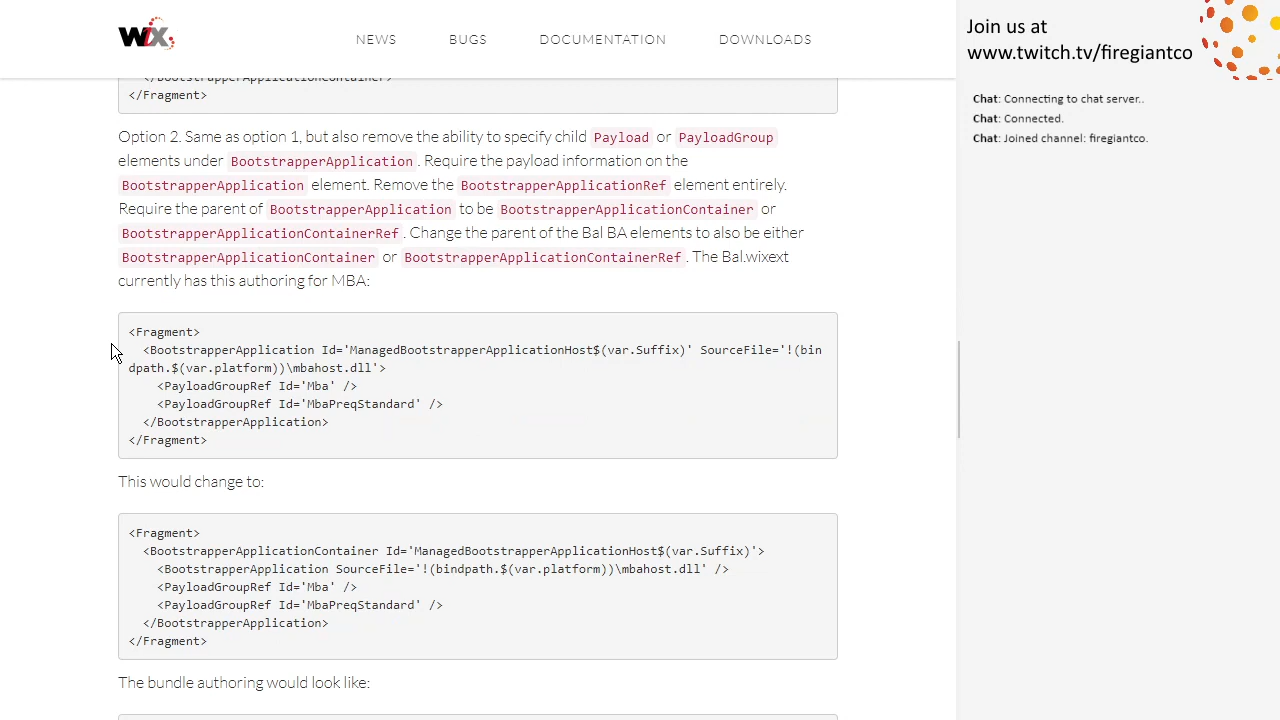 WiX
NEWS
BUGS
DOCUMENTATION
DOWNLOADS
Join us at
www.twitch.tv/firegiantco
Chat: Connecting to chat server..
Chat: Connected.
Chat: Joined channel: firegiantco.
</BootstrapperApplicationContainer>
</Fragment>
Option 2. Same as option 1, but also remove the ability to specify child Payload or PayloadGroup
elements under BootstrapperApplication. Require the payload information on the
BootstrapperApplication element. Remove the BootstrapperApplicationRef element entirely.
Require the parent of BootstrapperApplication to be BootstrapperApplicationContainer or
BootstrapperApplicationContainerRef. Change the parent of the Bal BA elements to also be either
BootstrapperApplicationContainer or BootstrapperApplicationContainerRef. The Bal.wixext
currently has this authoring for MBA:
<Fragment>
<BootstrapperApplication Id='ManagedBootstrapperApplicationHost$(var.Suffix)' SourceFile='!(bin
dpath.$(var.platform))\mbahost.dll'>
<PayloadGroupRef Id='Mba' />
<PayloadGroupRef Id='MbaPreqStandard' />
</BootstrapperApplication>
</Fragment>
This would change to:
<Fragment>
<BootstrapperApplicationContainer Id='ManagedBootstrapperApplicationHost$(var.Suffix)'>
<BootstrapperApplication SourceFile='!(bindpath.$(var.platform))\mbahost.dll' />
<PayloadGroupRef Id='Mba' />
<PayloadGroupRef Id='MbaPreqStandard' />
</BootstrapperApplication>
</Fragment>
The bundle authoring would look like: